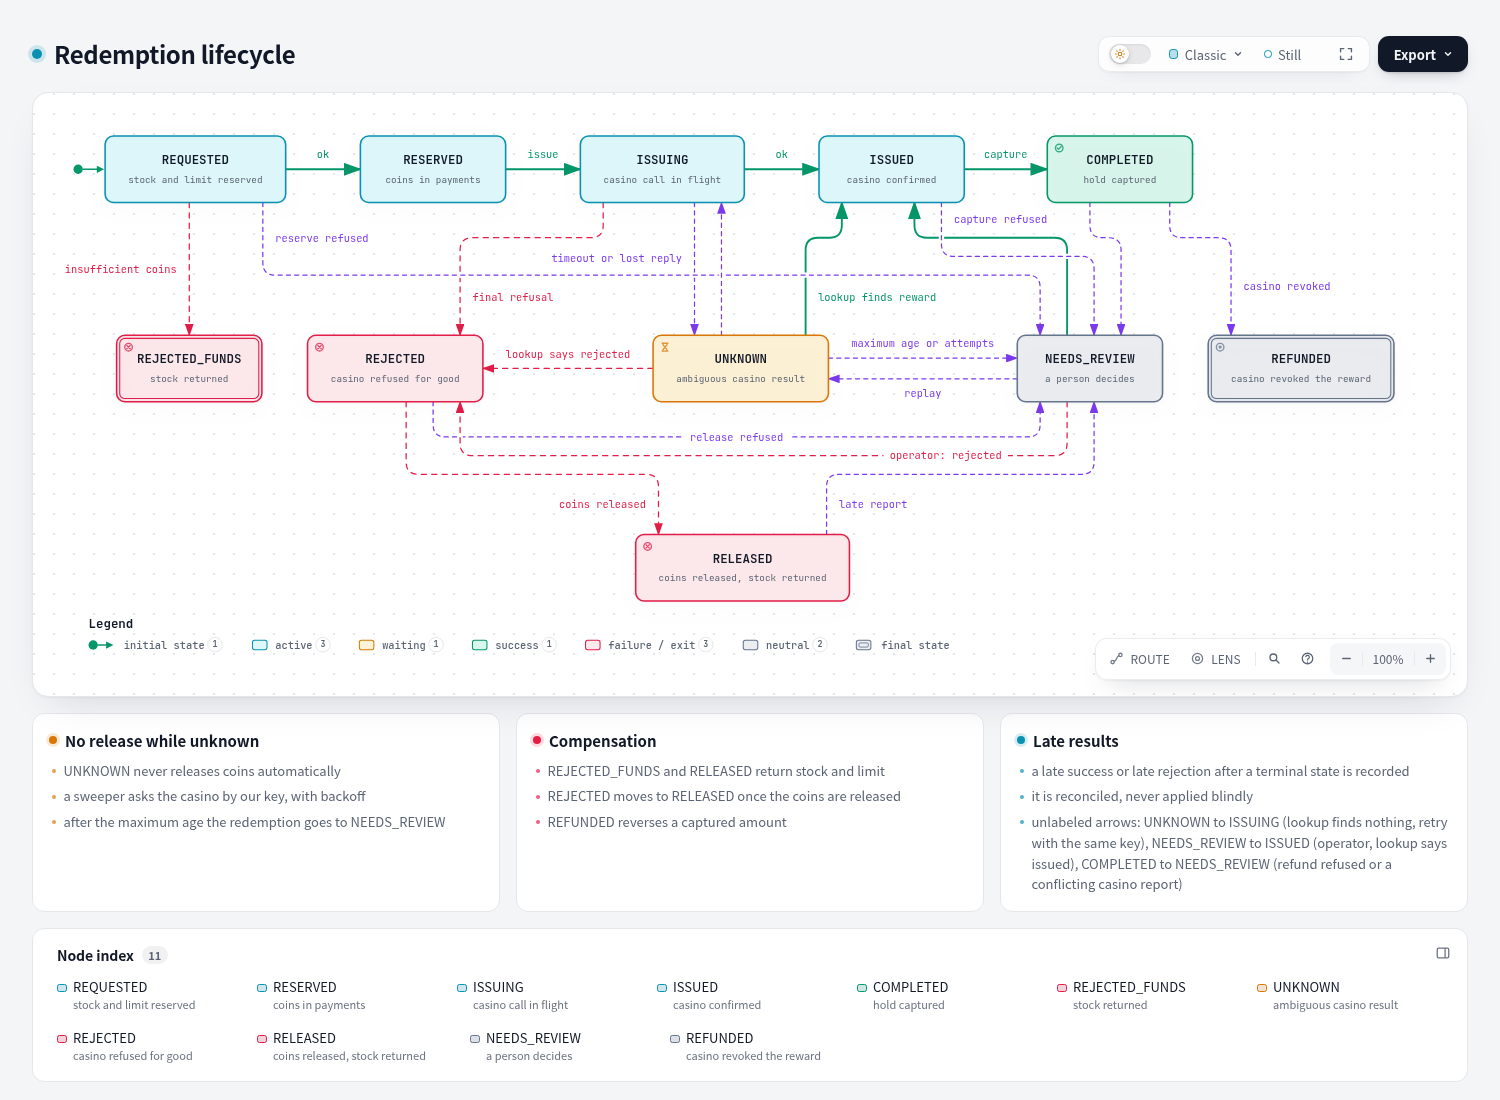 Redemption lifecycle
Classic
Still
Export
REQUESTED
stock and limit reserved
ok
RESERVED
coins in payments
issue
ISSUING
casino call in flight
ok
ISSUED
casino confirmed
capture
COMPLETED
hold captured
insufficient coins
reserve refused
final refusal
timeout or lost reply
lookup finds reward
capture refused
casino revoked
REJECTED_FUNDS
stock returned
REJECTED
casino refused for good
lookup says rejected
UNKNOWN
ambiguous casino result
maximum age or attempts
replay
NEEDS_REVIEW
a person decides
REFUNDED
casino revoked the reward
release refused
operator: rejected
coins released
late report
RELEASED
coins released, stock returned
Legend
initial state 1
active 3
waiting 1
success 1
failure / exit 3
neutral 2
final state
ROUTE
LENS
100%
No release while unknown
UNKNOWN never releases coins automatically
a sweeper asks the casino by our key, with backoff
after the maximum age the redemption goes to NEEDS_REVIEW
Compensation
REJECTED_FUNDS and RELEASED return stock and limit
REJECTED moves to RELEASED once the coins are released
REFUNDED reverses a captured amount
Late results
a late success or late rejection after a terminal state is recorded
it is reconciled, never applied blindly
unlabeled arrows: UNKNOWN to ISSUING (lookup finds nothing, retry
with the same key), NEEDS_REVIEW to ISSUED (operator, lookup says
issued), COMPLETED to NEEDS_REVIEW (refund refused or a
conflicting casino report)
Node index 11
REQUESTED
stock and limit reserved
RESERVED
coins in payments
ISSUING
casino call in flight
ISSUED
casino confirmed
COMPLETED
hold captured
REJECTED_FUNDS
stock returned
UNKNOWN
ambiguous casino result
REJECTED
casino refused for good
RELEASED
coins released, stock returned
NEEDS_REVIEW
a person decides
REFUNDED
casino revoked the reward